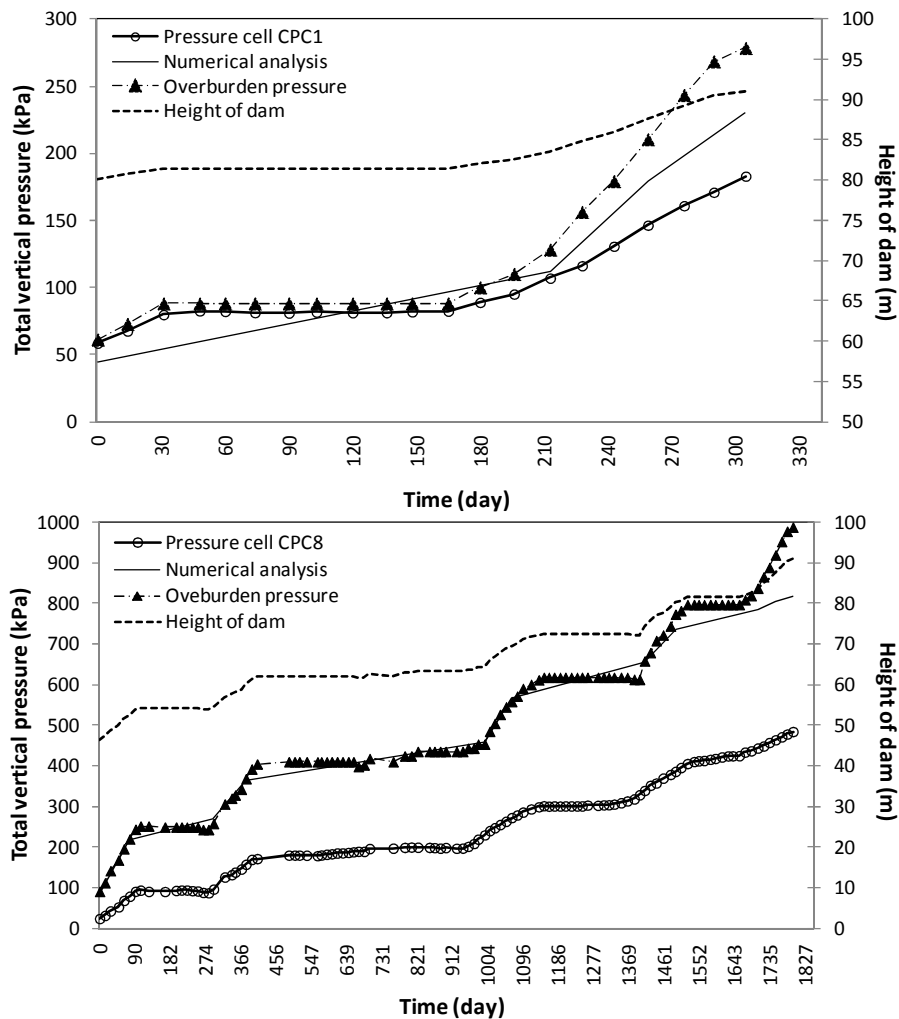 300
250
200
150
100
50
0
Total vertical pressure (kPa)
Pressure cell CPC1
Numerical analysis
Overburden pressure
Height of dam
100
95
90
85
80
75
70
65
60
55
50
Height of dam (m)
0 30 60 90 120 150 180 210 240 270 300 330
Time (day)
1000
900
800
700
600
500
400
300
200
100
0
Total vertical pressure (kPa)
Pressure cell CPC8
Numerical analysis
Oveburden pressure
Height of dam
100
90
80
70
60
50
40
30
20
10
0
Height of dam (m)
0 90 182 274 366 456 547 639 731 821 912 1004 1096 1186 1277 1369 1461 1552 1643 1735 1827
Time (day)